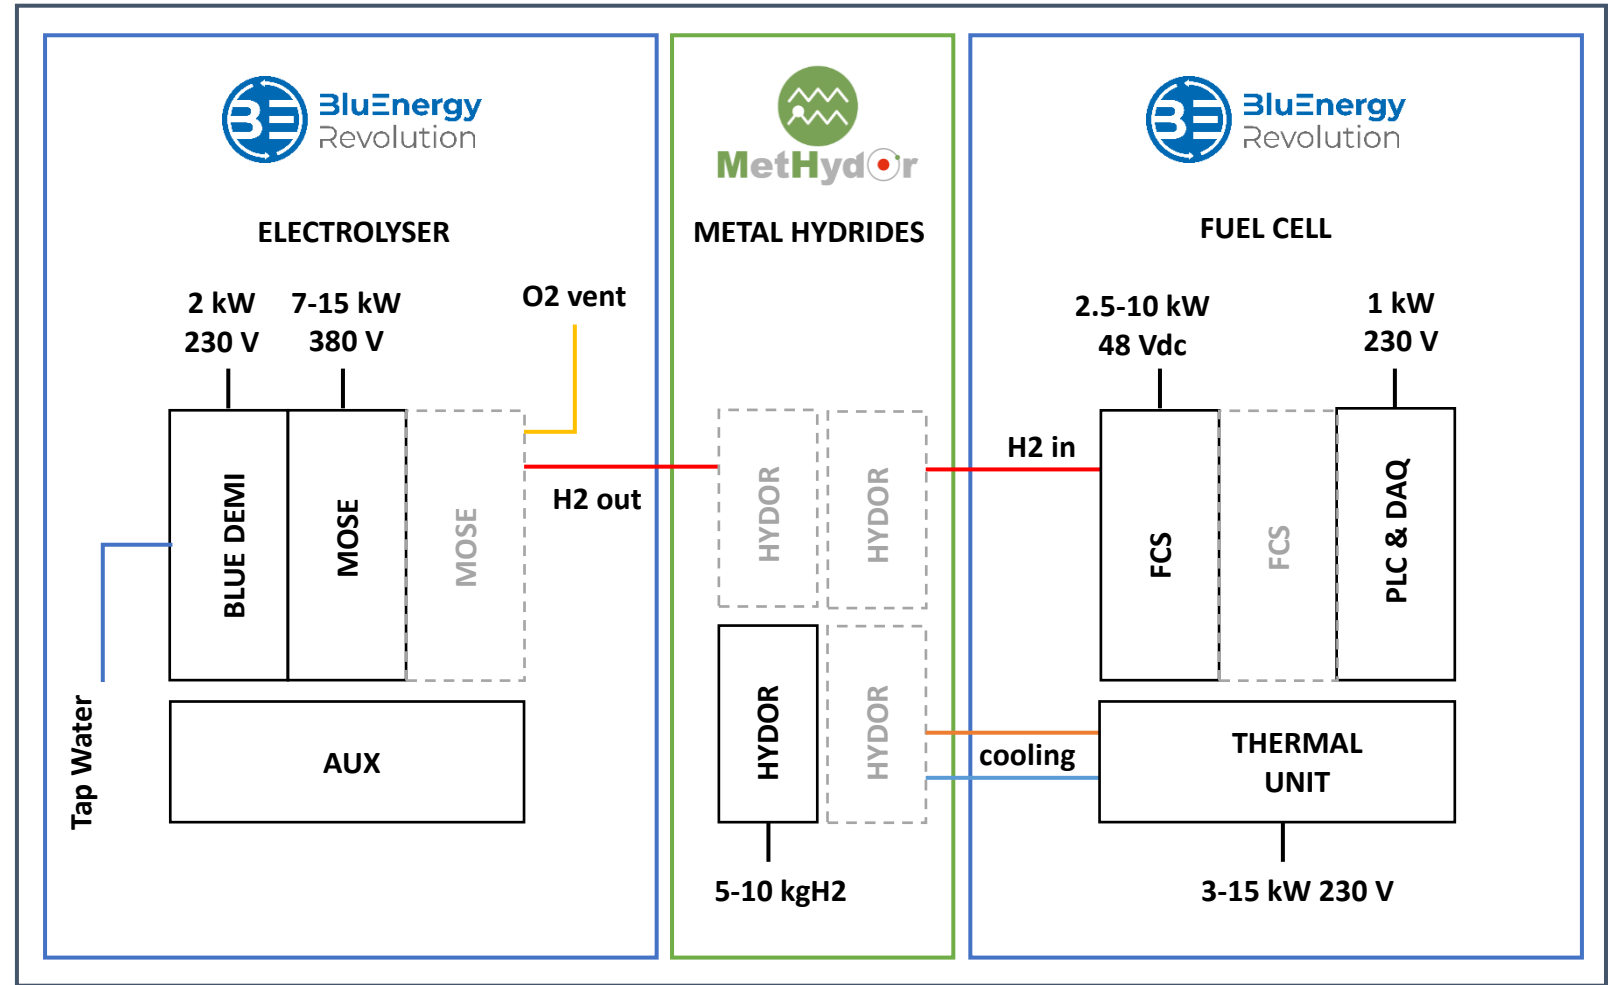 BE
BluEnergy
Revolution
ELECTROLYSER
2 kW
230 V
7-15 kW
380 V
O2 vent
H2 out
BLUE DEMI
MOSE
MOSE
AUX
Tap Water
MetHydor
METAL HYDRIDES
HYDOR
HYDOR
HYDOR
HYDOR
5-10 kgH2
BE
BluEnergy
Revolution
FUEL CELL
2.5-10 kW
48 Vdc
1 kW
230 V
H2 in
FCS
FCS
PLC & DAQ
cooling
THERMAL
UNIT
3-15 kW 230 V